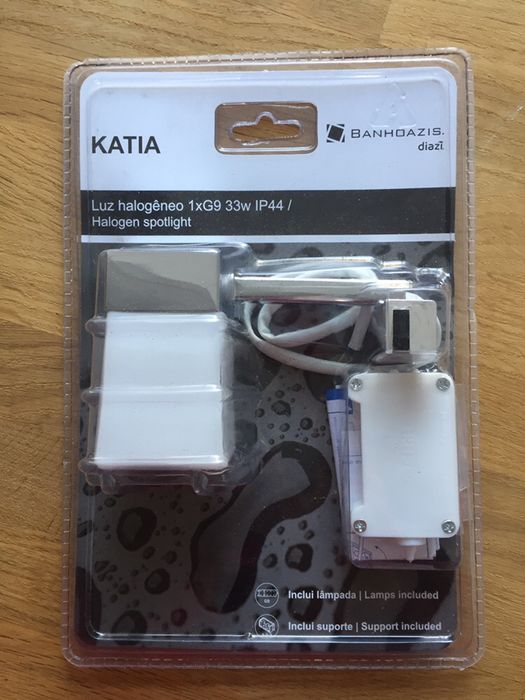 KATIA
BANHOAZIS.
diazi
Luz halogêneo 1xG9 33w IP44 /
Halogen spotlight
Inclui lâmpada | Lamps included
Inclui suporte | Support included